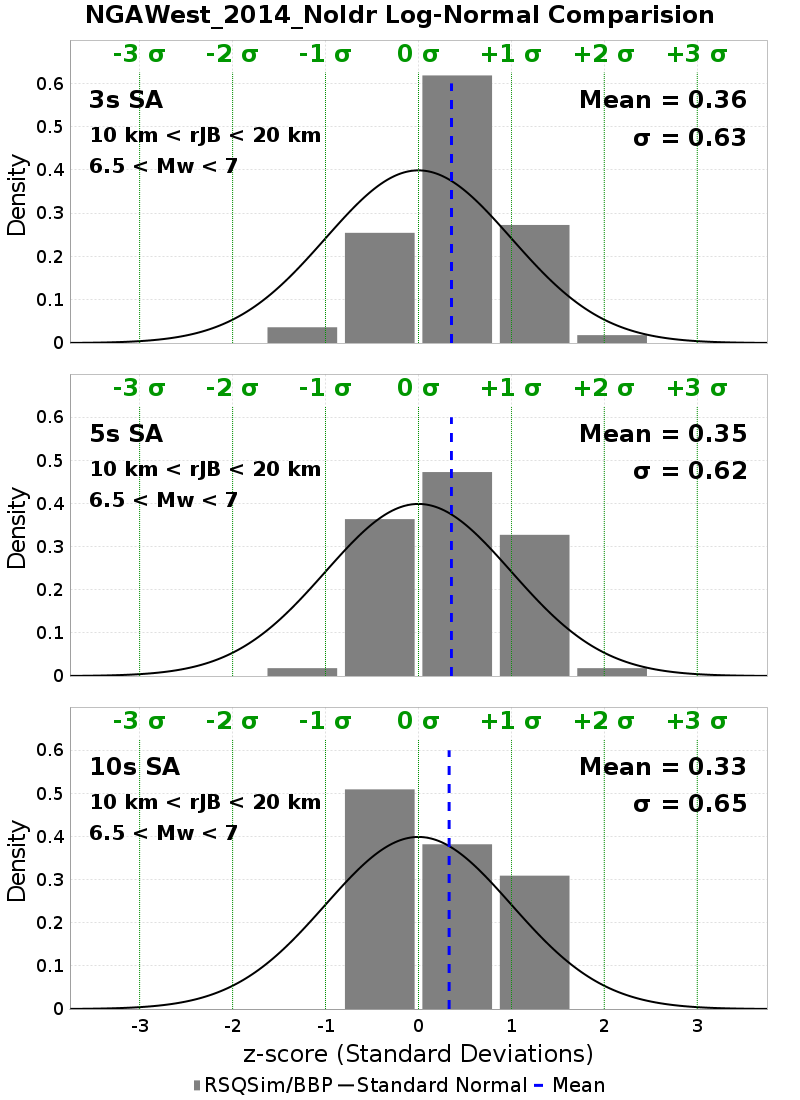 NGAWest_2014_NoIdr Log-Normal Comparision
-3 σ -2 σ -1 σ 0 σ +1 σ +2 σ +3 σ
0.6
3s SA Mean = 0.36
0.5
10 km < rJB < 20 km σ = 0.63
0.4
6.5 < Mw < 7
Density
0.3
0.2
0.1
0
-3 σ -2 σ -1 σ 0 σ +1 σ +2 σ +3 σ
0.6
5s SA Mean = 0.35
0.5
10 km < rJB < 20 km σ = 0.62
0.4
6.5 < Mw < 7
Density
0.3
0.2
0.1
0
-3 σ -2 σ -1 σ 0 σ +1 σ +2 σ +3 σ
0.6
10s SA Mean = 0.33
0.5
10 km < rJB < 20 km σ = 0.65
0.4
6.5 < Mw < 7
Density
0.3
0.2
0.1
0
-3 -2 -1 0 1 2 3
z-score (Standard Deviations)
RSQSim/BBP Standard Normal Mean